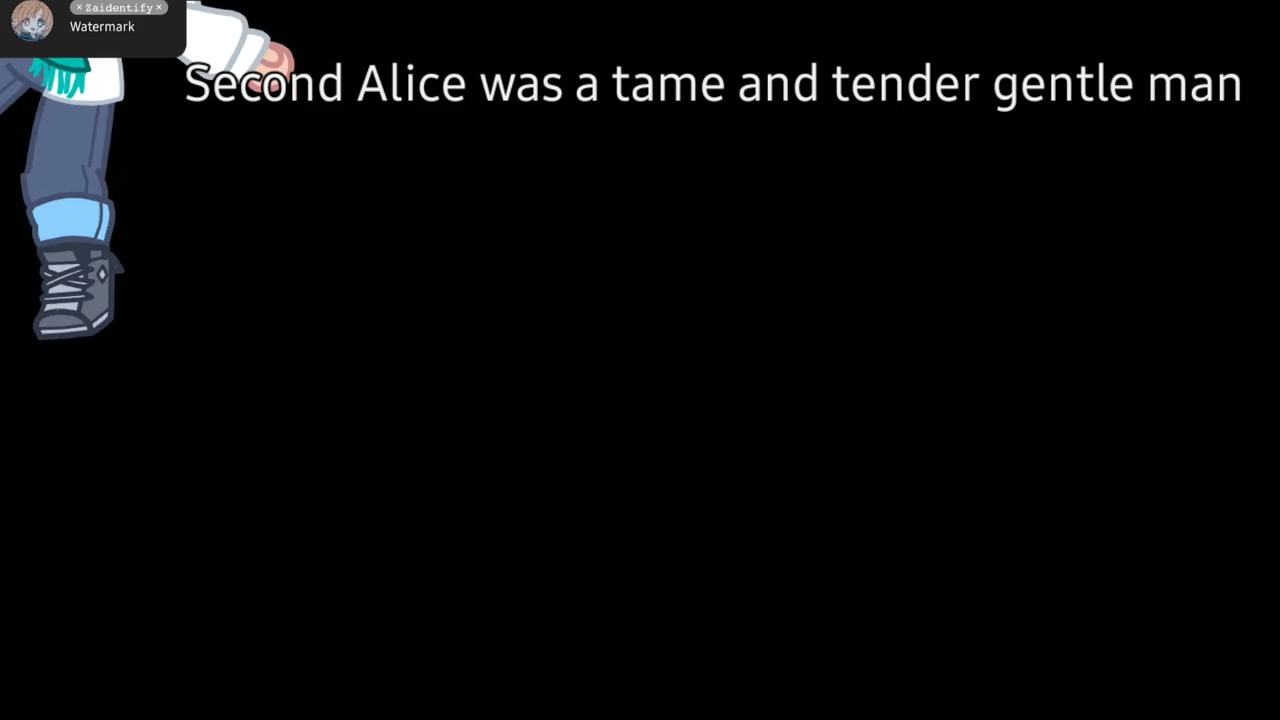 ×Zaidentify×
Watermark
Second Alice was a tame and tender gentle man